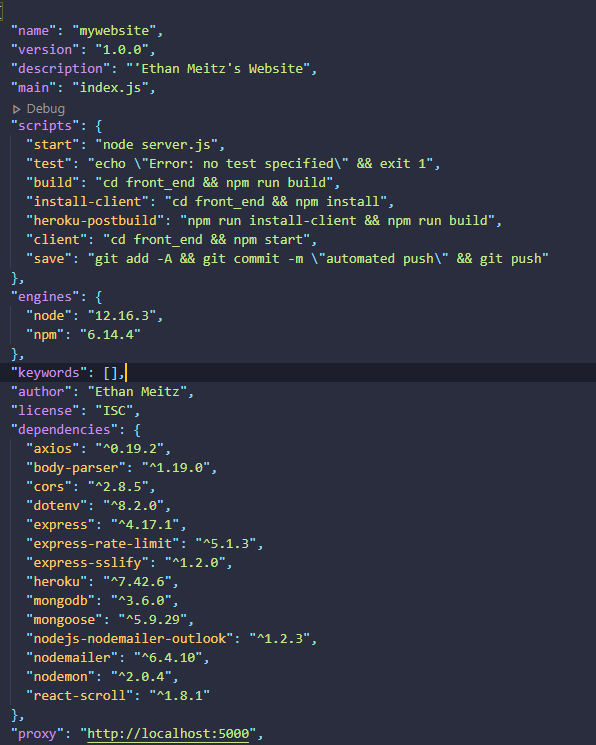 "name": "mywebsite",
"version": "1.0.0",
"description": "'Ethan Meitz's Website",
"main": "index.js",
Debug
"scripts": {
"start": "node server.js",
"test": "echo \"Error: no test specified\" && exit 1",
"build": "cd front_end && npm run build",
"install-client": "cd front_end && npm install",
"heroku-postbuild": "npm run install-client && npm run build",
"client": "cd front_end && npm start",
"save": "git add -A && git commit -m \"automated push\" && git push"
},
"engines": {
"node": "12.16.3",
"npm": "6.14.4"
},
"keywords": [],
"author": "Ethan Meitz",
"license": "ISC",
"dependencies": {
"axios": "^0.19.2",
"body-parser": "^1.19.0",
"cors": "^2.8.5",
"dotenv": "^8.2.0",
"express": "^4.17.1",
"express-rate-limit": "^5.1.3",
"express-sslify": "^1.2.0",
"heroku": "^7.42.6",
"mongodb": "^3.6.0",
"mongoose": "^5.9.29",
"nodejs-nodemailer-outlook": "^1.2.3",
"nodemailer": "^6.4.10",
"nodemon": "^2.0.4",
"react-scroll": "^1.8.1"
},
"proxy": "http://localhost:5000",